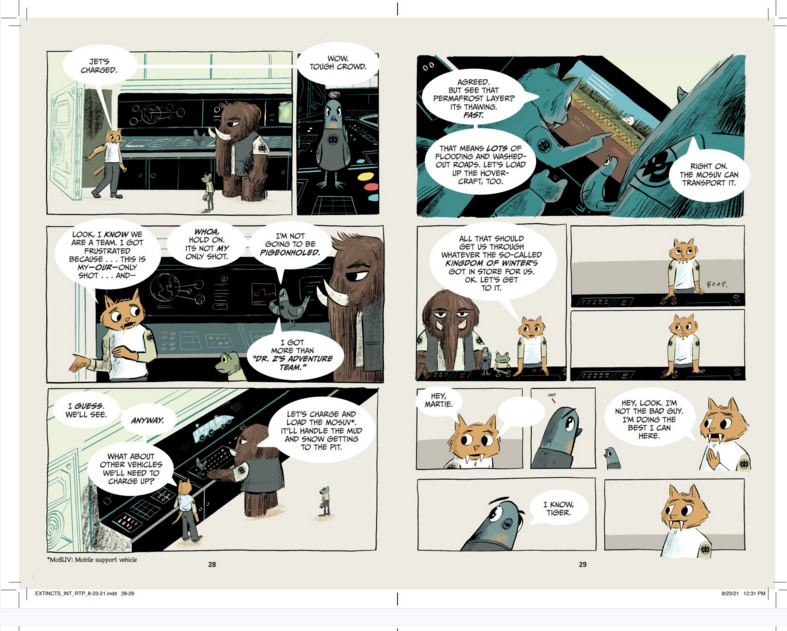 JET'S
CHARGED.
WOW.
TOUGH CROWD.
LOOK, I KNOW WE
ARE A TEAM. I GOT
FRUSTRATED
BECAUSE . . . THIS IS
MY—OUR—ONLY
SHOT . . . AND—
WHOA,
HOLD ON.
ITS NOT MY
ONLY SHOT.
I'M NOT
GOING TO BE
PIGEONHOLED.
I GOT
MORE THAN
"DR. Z'S ADVENTURE
TEAM."
I GUESS.
WE'LL SEE.
ANYWAY.
WHAT ABOUT
OTHER VEHICLES
WE'LL NEED TO
CHARGE UP?
LET'S CHARGE AND
LOAD THE MOSUV*.
IT'LL HANDLE THE MUD
AND SNOW GETTING
TO THE PIT.
*MoSUV: Mobile support vehicle
28
AGREED.
BUT SEE THAT
PERMAFROST LAYER?
ITS THAWING.
FAST.
THAT MEANS LOTS OF
FLOODING AND WASHED-
OUT ROADS. LET'S LOAD
UP THE HOVER-
CRAFT, TOO.
RIGHT ON.
THE MOSUV CAN
TRANSPORT IT.
ALL THAT SHOULD
GET US THROUGH
WHATEVER THE SO-CALLED
KINGDOM OF WINTER'S
GOT IN STORE FOR US.
OK. LET'S GET
TO IT.
BOOP.
HEY,
MARTIE.
HEY, LOOK. I'M
NOT THE BAD GUY.
I'M DOING THE
BEST I CAN
HERE.
I KNOW,
TIGER.
29
EXTINCTS_INT_RTP_8-23-21.indd 28-29
8/23/21 12:31 PM